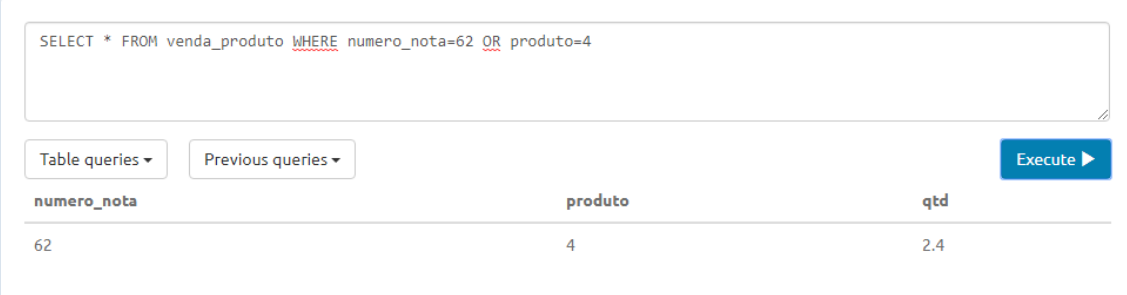 SELECT * FROM venda_produto WHERE numero_nota=62 OR produto=4
Table queries Previous queries Execute
numero_nota produto qtd
62 4 2.4